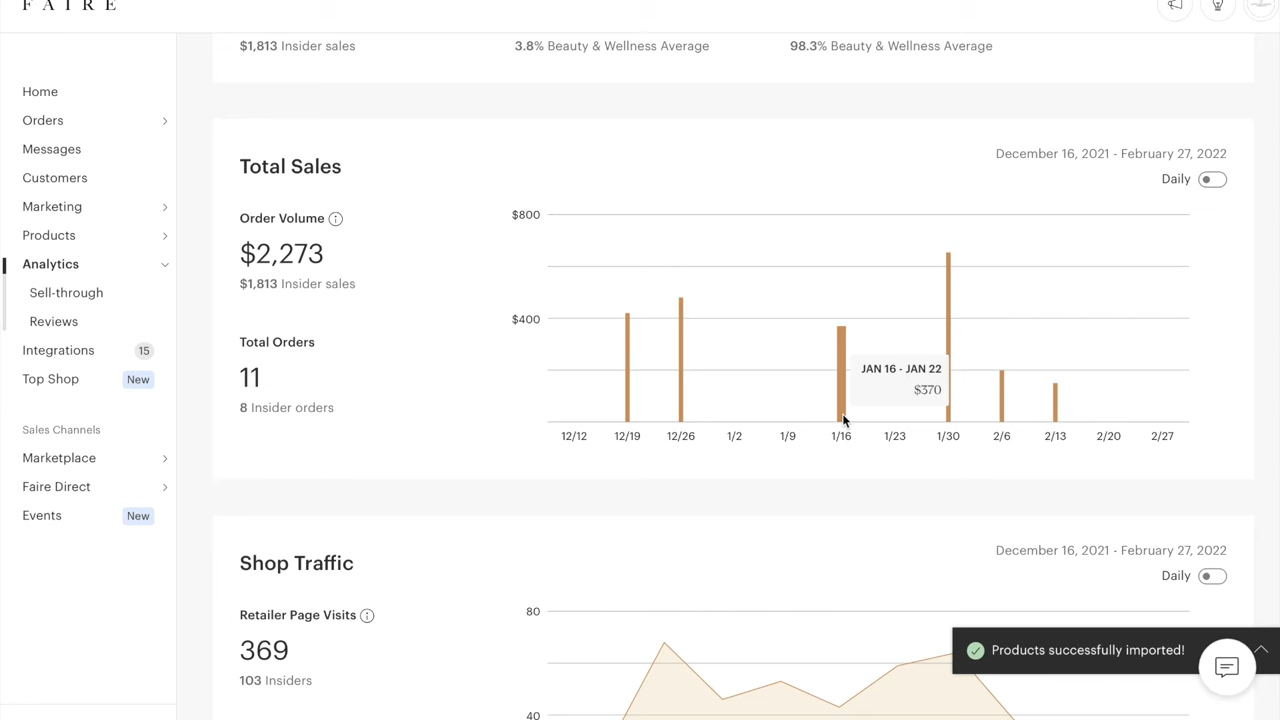 FAIRE
$1,813 Insider sales
3.8% Beauty & Wellness Average
98.3% Beauty & Wellness Average
Home
Orders
Messages
Customers
Marketing
Products
Analytics
Sell-through
Reviews
Integrations 15
Top Shop New
Sales Channels
Marketplace
Faire Direct
Events New
Total Sales
December 16, 2021 - February 27, 2022
Daily
Order Volume
$2,273
$1,813 Insider sales
Total Orders
11
8 Insider orders
$800
$400
JAN 16 - JAN 22
$370
12/12 12/19 12/26 1/2 1/9 1/16 1/23 1/30 2/6 2/13 2/20 2/27
Shop Traffic
December 16, 2021 - February 27, 2022
Daily
Retailer Page Visits
369
103 Insiders
80
40
Products successfully imported!